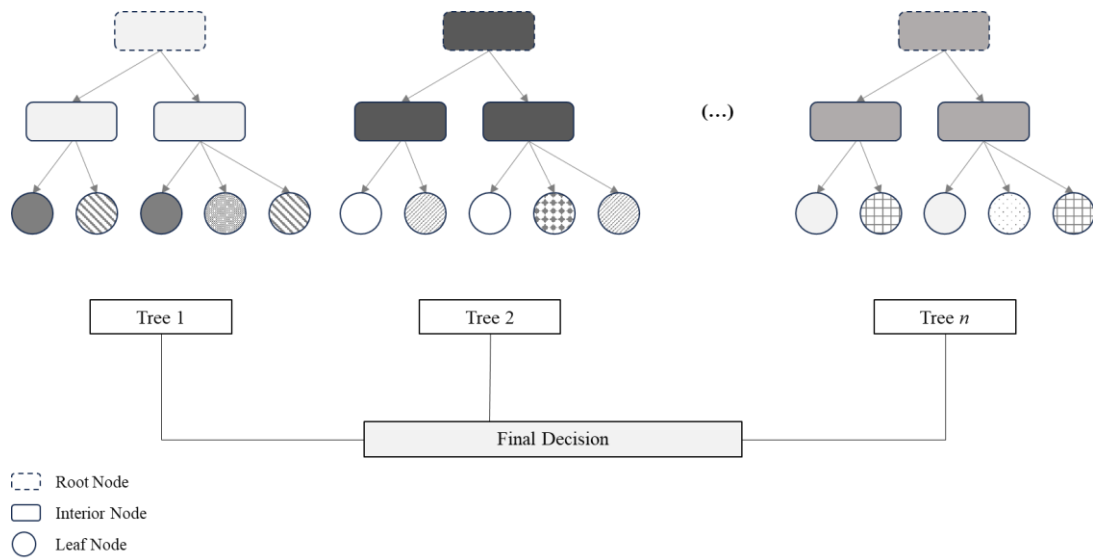 (…)
Tree 1
Tree 2
Tree n
Final Decision
Root Node
Interior Node
Leaf Node